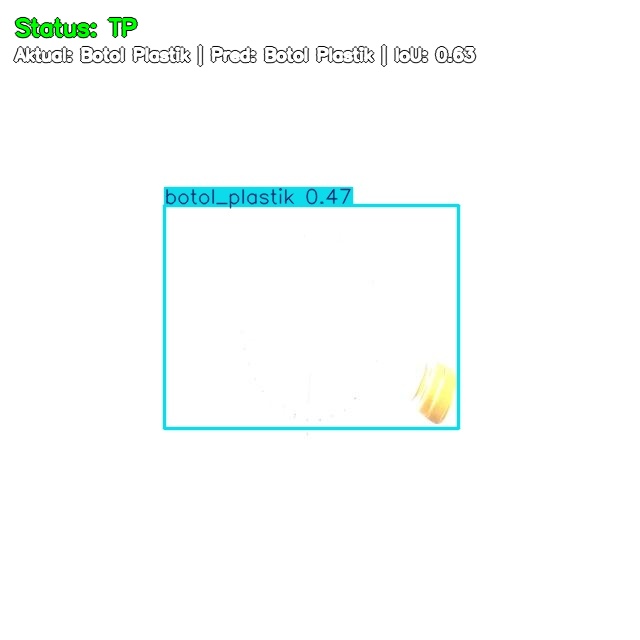 Status: TP
Aktual: Botol Plastik | Pred: Botol Plastik | IoU: 0.63
botol_plastik 0.47